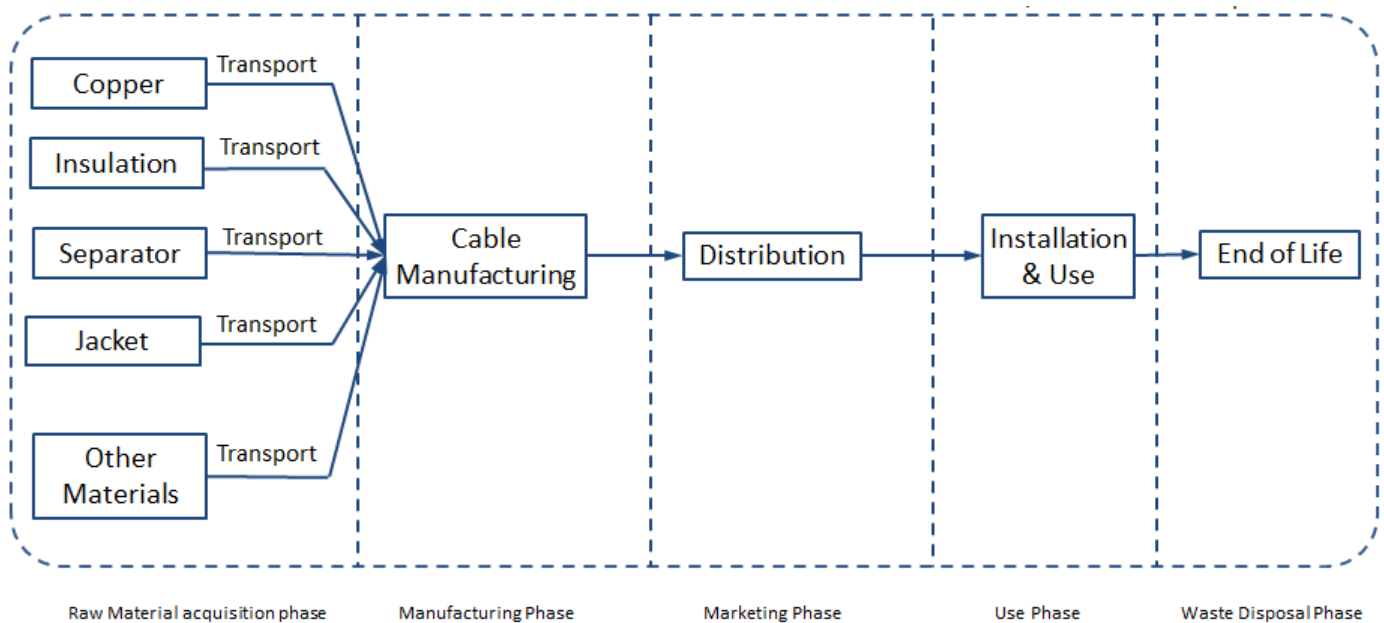 Copper
Transport
Insulation
Transport
Separator
Transport
Jacket
Transport
Other
Materials
Transport
Cable
Manufacturing
Distribution
Installation
& Use
End of Life
Raw Material acquisition phase
Manufacturing Phase
Marketing Phase
Use Phase
Waste Disposal Phase